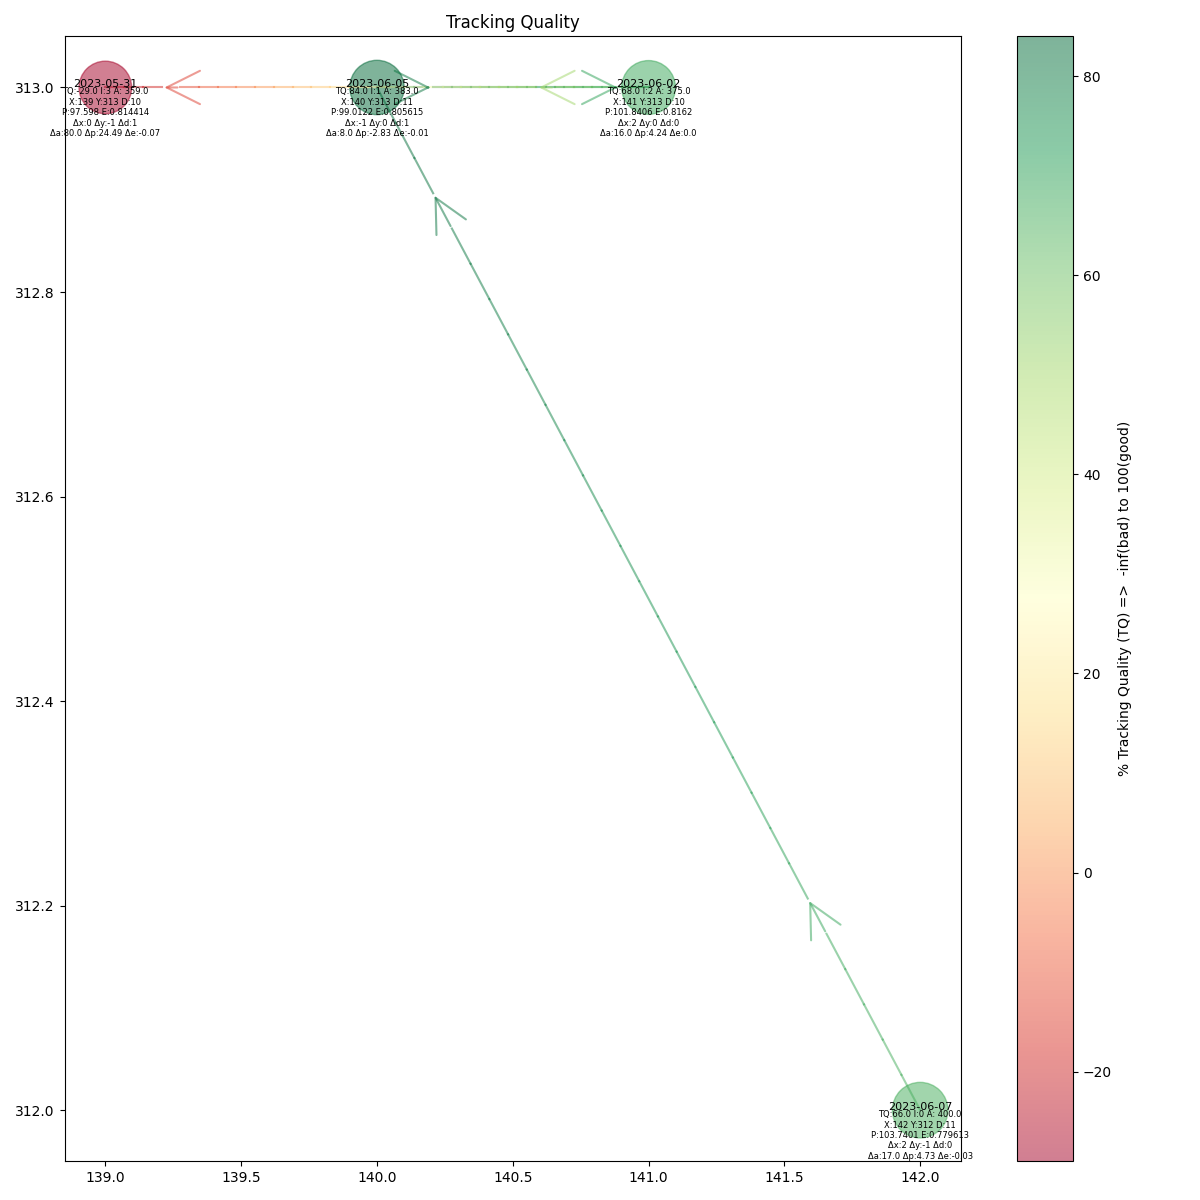 Tracking Quality
313.0
312.8
312.6
312.4
312.2
312.0
2023-05-31
TQ:-29.0 I:3 A: 359.0
X:139 Y:313 D:10
P:97.598 E:0.814414
Δx:0 Δy:-1 Δd:1
Δa:80.0 Δp:24.49 Δe:-0.07
2023-06-05
TQ:84.0 I:1 A: 383.0
X:140 Y:313 D:11
P:99.0122 E:0.805615
Δx:-1 Δy:0 Δd:1
Δa:8.0 Δp:-2.83 Δe:-0.01
2023-06-02
TQ:68.0 I:2 A: 375.0
X:141 Y:313 D:10
P:101.8406 E:0.8162
Δx:2 Δy:0 Δd:0
Δa:16.0 Δp:4.24 Δe:0.0
2023-06-07
TQ:66.0 I:0 A: 400.0
X:142 Y:312 D:11
P:103.7401 E:0.779613
Δx:2 Δy:-1 Δd:0
Δa:17.0 Δp:4.73 Δe:-0.03
139.0 139.5 140.0 140.5 141.0 141.5 142.0
80
60
40
20
0
−20
% Tracking Quality (TQ) => -inf(bad) to 100(good)